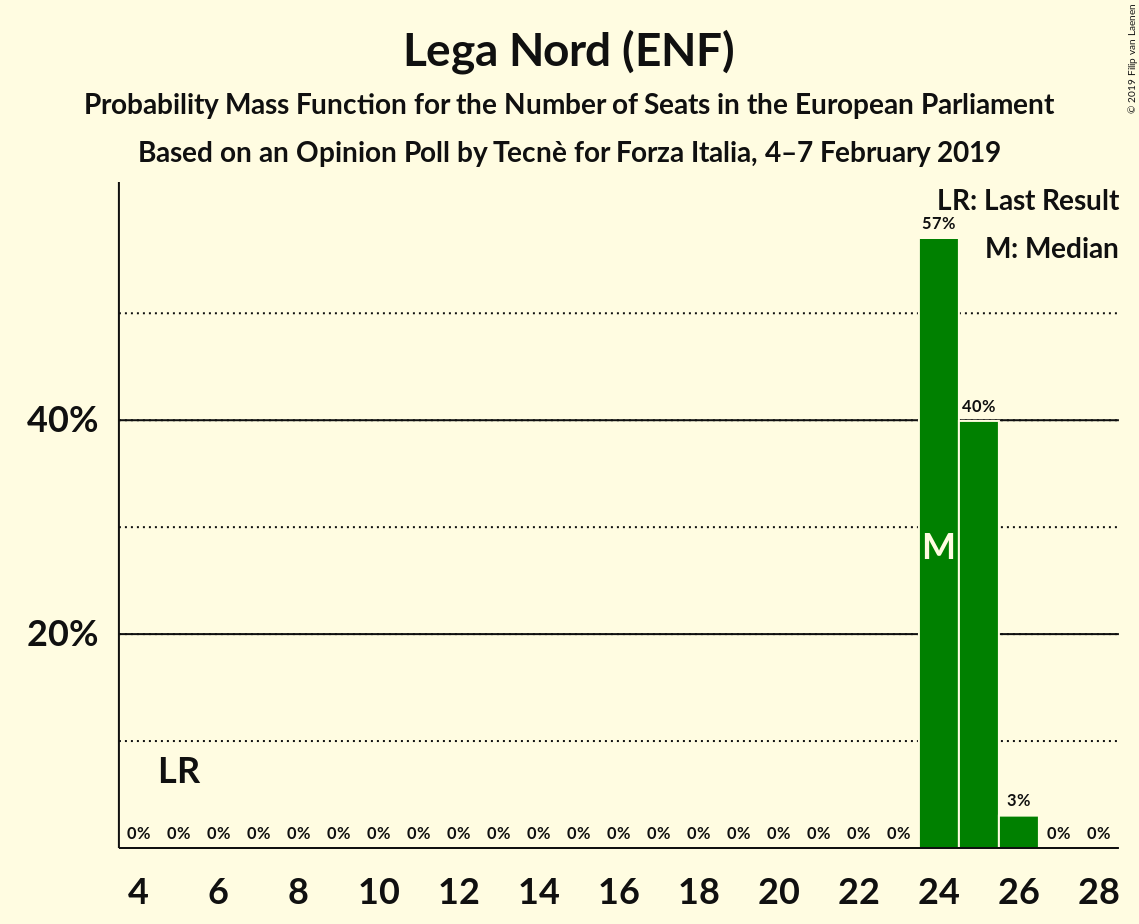 Lega Nord (ENF)
Probability Mass Function for the Number of Seats in the European Parliament
Based on an Opinion Poll by Tecnè for Forza Italia, 4–7 February 2019
© 2019 Filip van Laenen
LR: Last Result
M: Median
57%
40%
40%
M
20%
LR
3%
0% 0% 0% 0% 0% 0% 0% 0% 0% 0% 0% 0% 0% 0% 0% 0% 0% 0% 0% 0% 0% 0%
4 6 8 10 12 14 16 18 20 22 24 26 28